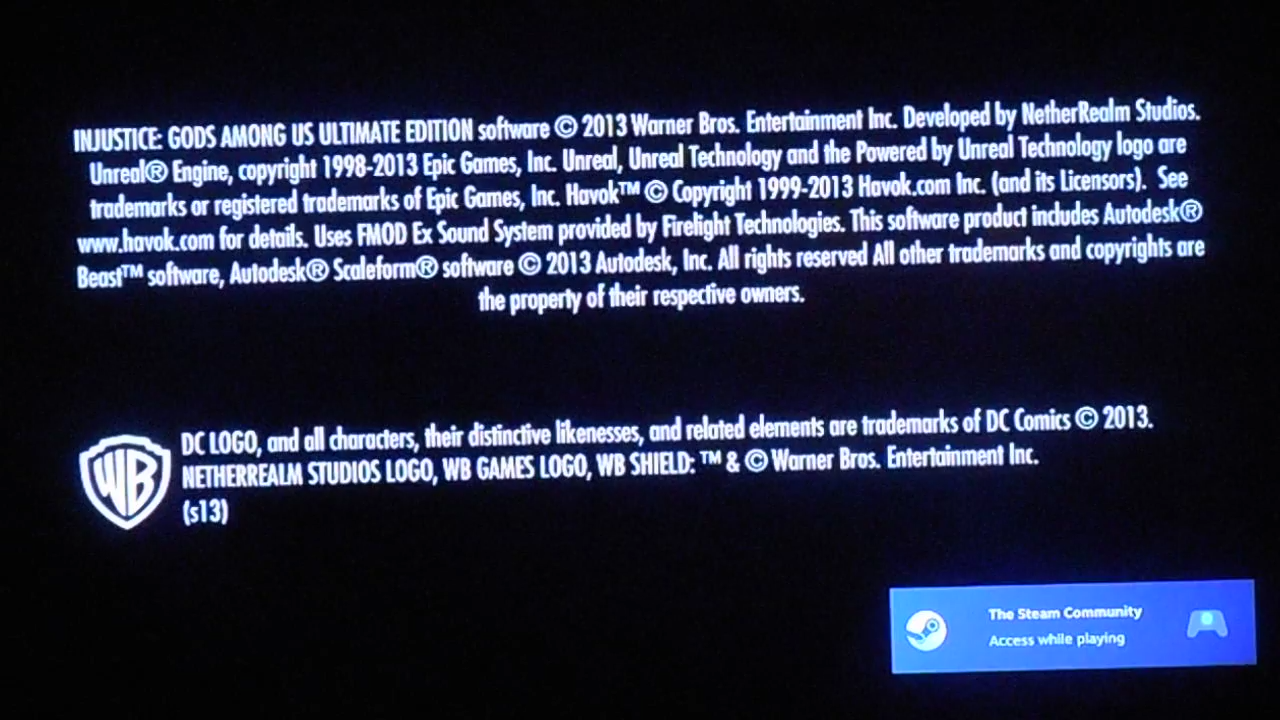 INJUSTICE: GODS AMONG US ULTIMATE EDITION software © 2013 Warner Bros. Entertainment Inc. Developed by NetherRealm Studios.
Unreal® Engine, copyright 1998-2013 Epic Games, Inc. Unreal, Unreal Technology and the Powered by Unreal Technology logo are
trademarks or registered trademarks of Epic Games, Inc. Havok™ © Copyright 1999-2013 Havok.com Inc. (and its Licensors). See
www.havok.com for details. Uses FMOD Ex Sound System provided by Firelight Technologies. This software product includes Autodesk®
Beast™ software, Autodesk® Scaleform® software © 2013 Autodesk, Inc. All rights reserved All other trademarks and copyrights are
the property of their respective owners.
WB
DC LOGO, and all characters, their distinctive likenesses, and related elements are trademarks of DC Comics © 2013.
NETHERREALM STUDIOS LOGO, WB GAMES LOGO, WB SHIELD: ™ & © Warner Bros. Entertainment Inc.
(s13)
The Steam Community
Access while playing